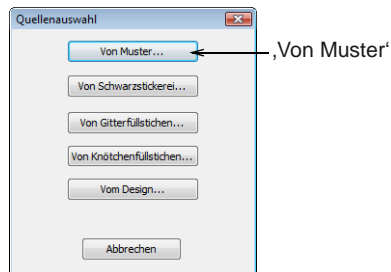 Quellenauswahl
Von Muster...
‚Von Muster‘
Von Schwarzstickerei...
Von Gitterfüllstichen...
Von Knötchenfüllstichen...
Vom Design...
Abbrechen